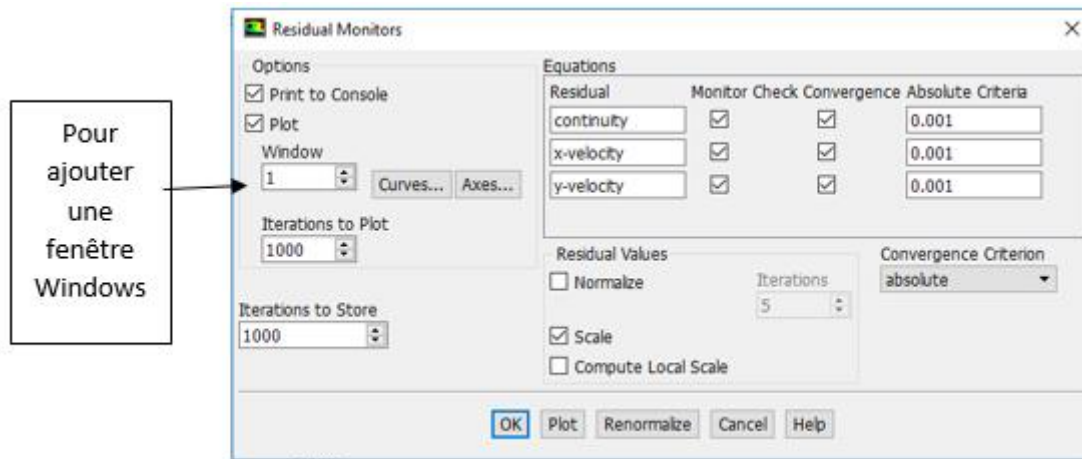 Residual Monitors
Pour
ajouter
une
fenêtre
Windows
Options
Print to Console
Plot
Window
1
Curves... Axes...
Iterations to Plot
1000
Iterations to Store
1000
Equations
Residual Monitor Check Convergence Absolute Criteria
continuity 0.001
x-velocity 0.001
y-velocity 0.001
Residual Values
Normalize
Iterations
5
Scale
Compute Local Scale
Convergence Criterion
absolute
OK Plot Renormalize Cancel Help